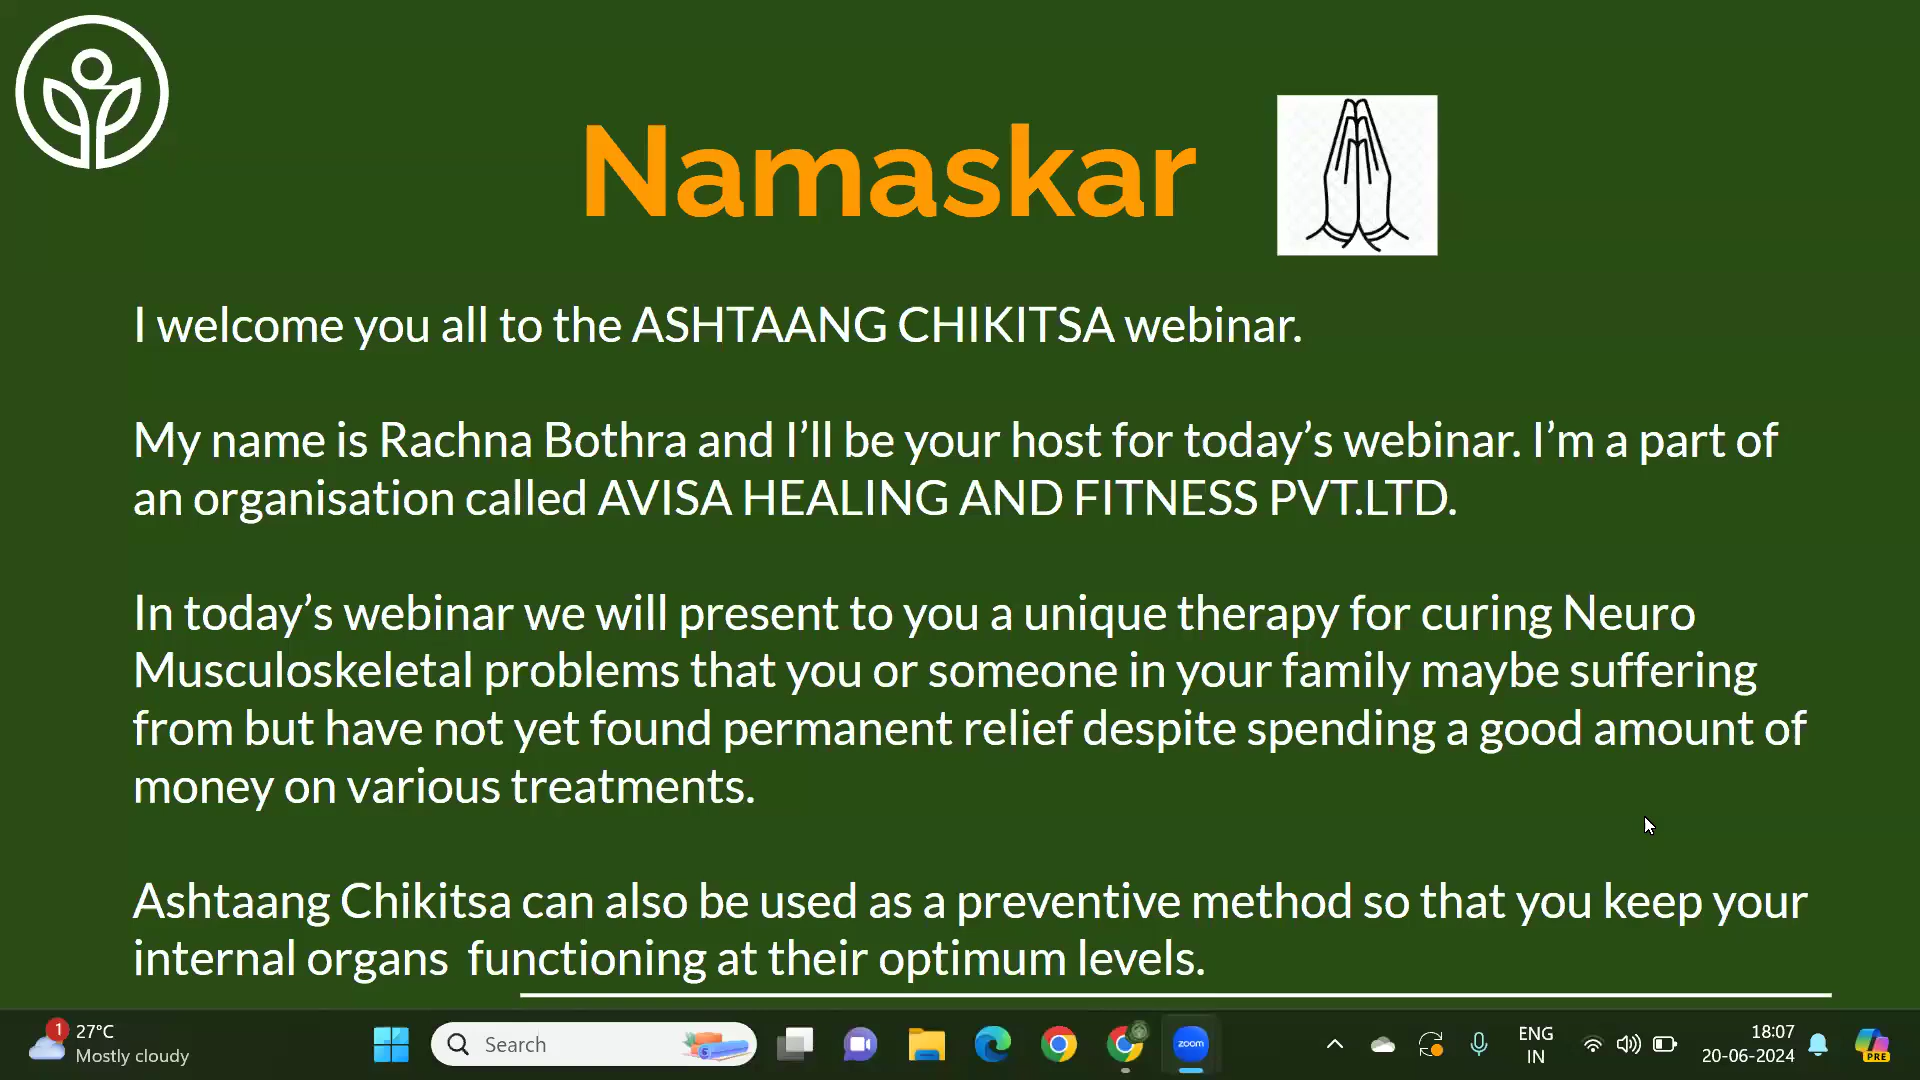 Namaskar
I welcome you all to the ASHTAANG CHIKITSA webinar.
My name is Rachna Bothra and I’ll be your host for today’s webinar. I’m a part of
an organisation called AVISA HEALING AND FITNESS PVT.LTD.
In today’s webinar we will present to you a unique therapy for curing Neuro
Musculoskeletal problems that you or someone in your family maybe suffering
from but have not yet found permanent relief despite spending a good amount of
money on various treatments.
Ashtaang Chikitsa can also be used as a preventive method so that you keep your
internal organs  functioning at their optimum levels.
1
27°C
Mostly cloudy
Search
zoom
ENG
IN
18:07
20-06-2024
PRE